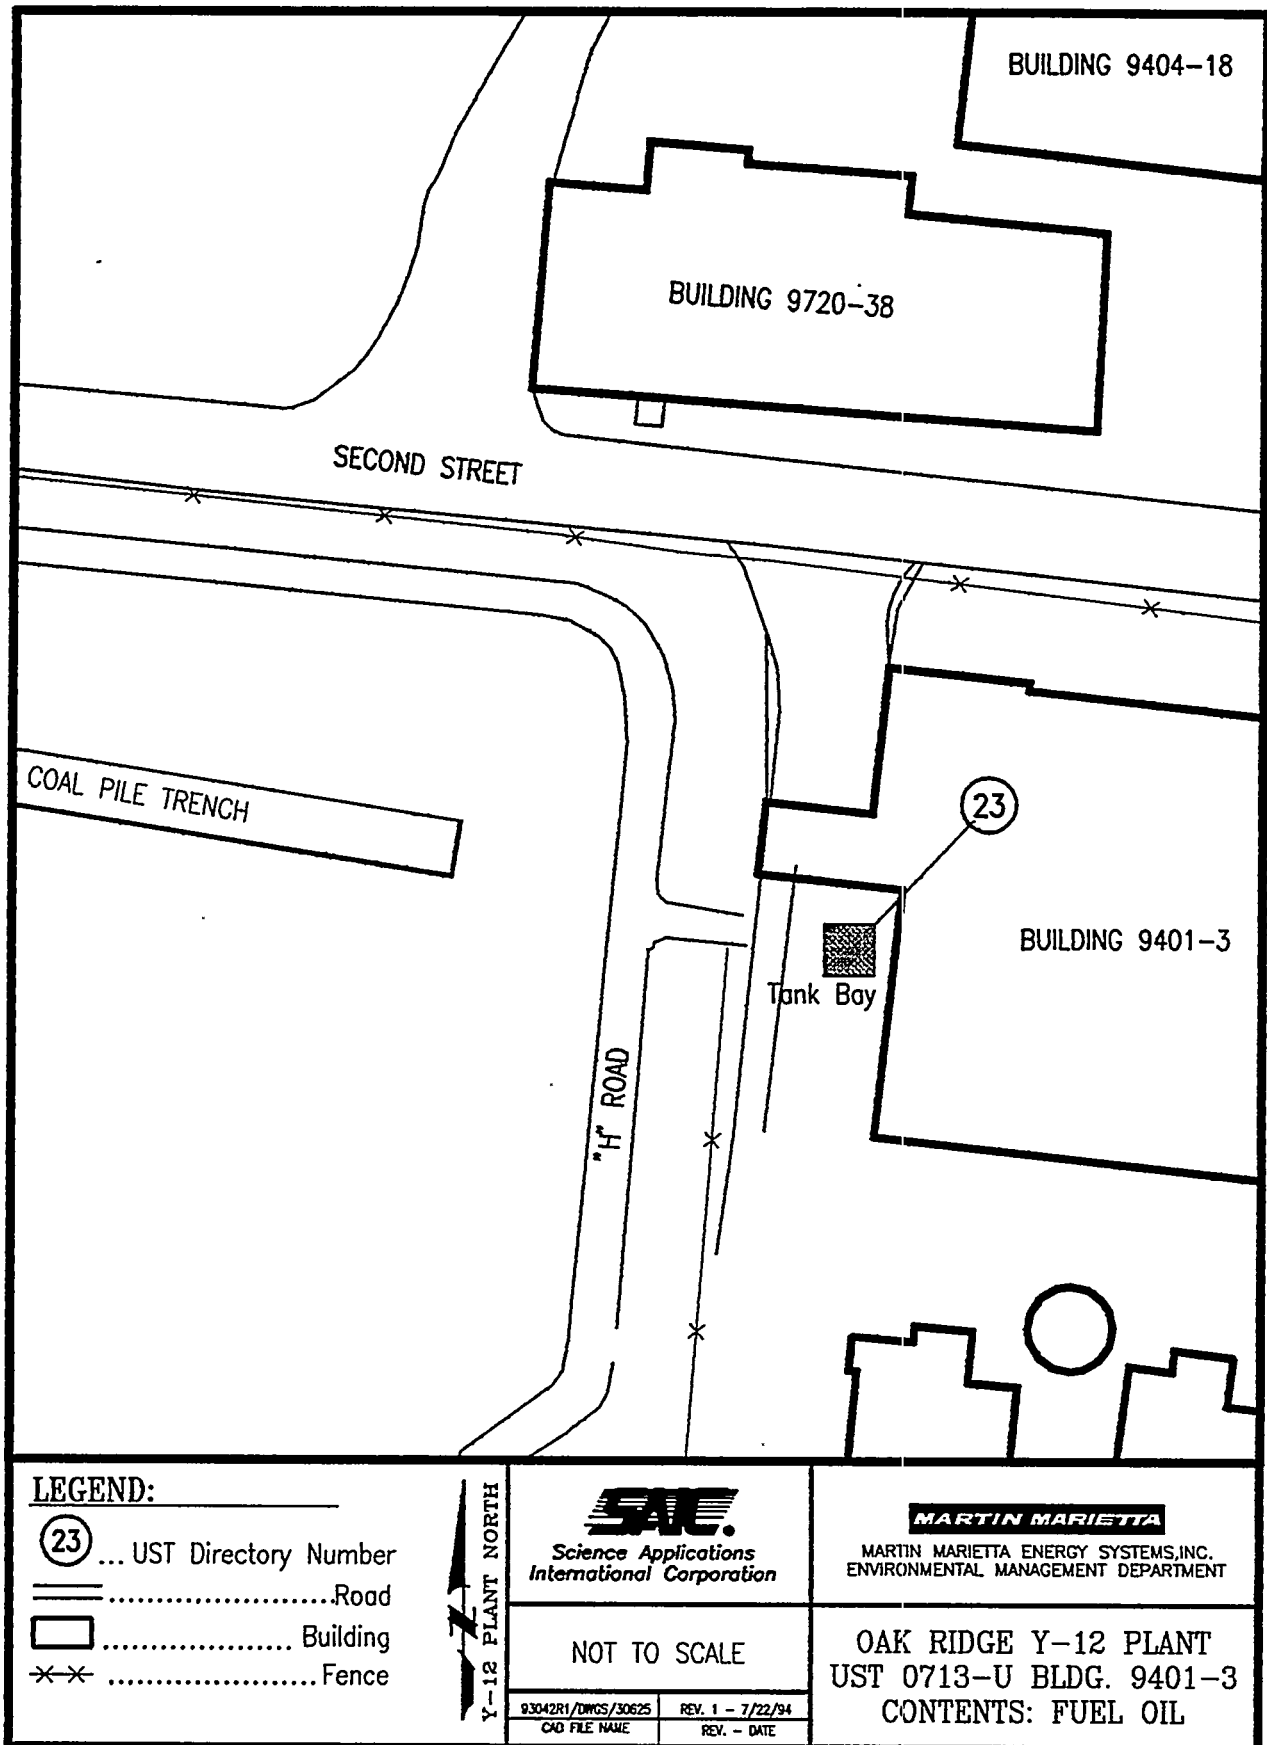 BUILDING 9404-18
BUILDING 9720-38
SECOND STREET
COAL PILE TRENCH
23
BUILDING 9401-3
Tank Bay
"H" ROAD
LEGEND:
23 ... UST Directory Number
.......................Road
................... Building
.....................Fence
Y-12 PLANT NORTH
N
SAIC.
Science Applications
International Corporation
NOT TO SCALE
93042R1/DWGS/30625
CAD FILE NAME
REV. 1 - 7/22/94
REV. - DATE
MARTIN MARIETTA
MARTIN MARIETTA ENERGY SYSTEMS,INC.
ENVIRONMENTAL MANAGEMENT DEPARTMENT
OAK RIDGE Y-12 PLANT
UST 0713-U BLDG. 9401-3
CONTENTS: FUEL OIL